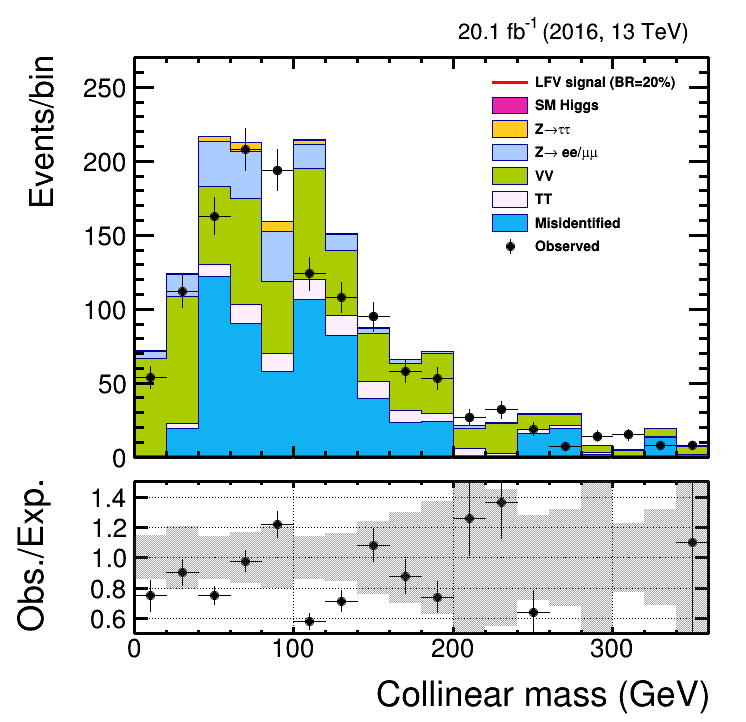 20.1 fb⁻¹ (2016, 13 TeV)
Events/bin
250
200
150
100
50
0
LFV signal (BR=20%)
SM Higgs
Z→ττ
Z→ ee/μμ
VV
TT
Misidentified
Observed
Obs./Exp.
1.4
1.2
1.0
0.8
0.6
0 100 200 300
Collinear mass (GeV)